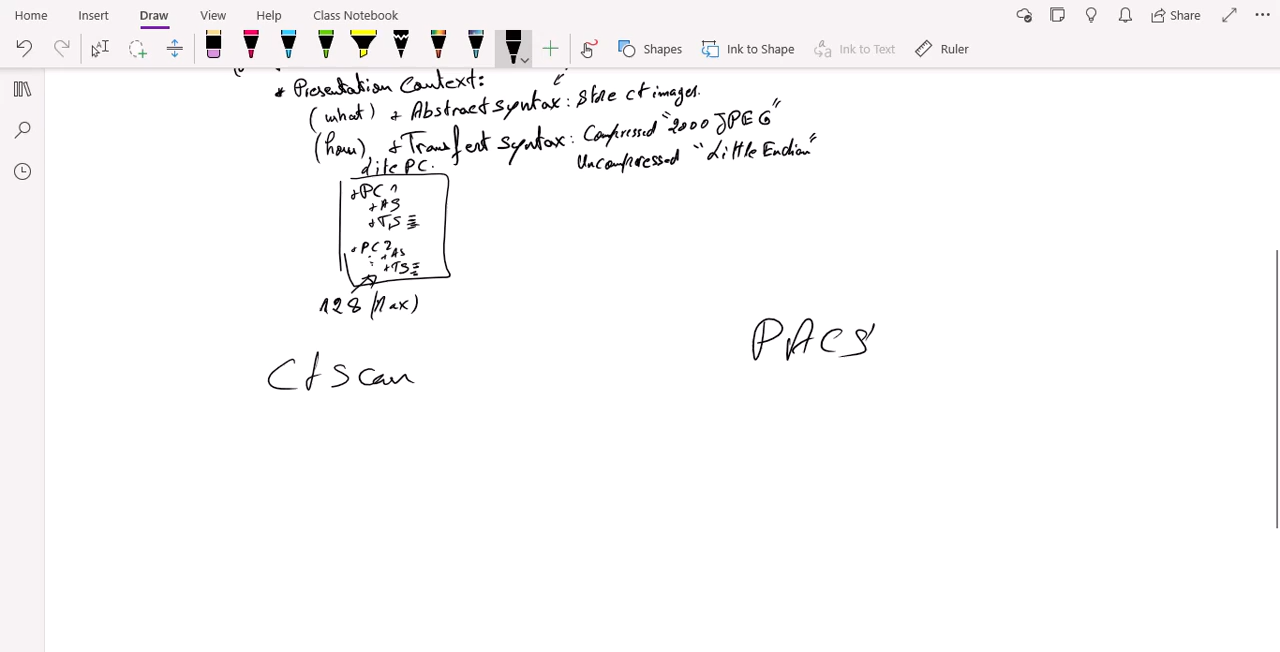 Home Insert Draw View Help Class Notebook Share
Shapes Ink to Shape Ink to Text Ruler
* Presentation Context:
(what) + Abstract syntax: Store ct images.
(how) + Transfert syntax: Compressed "2000 JPEG"
Uncompressed "Little Endian"
liste PC.
+ PC 1
+ AS
+ TS
+ PC 2
+ AS
+ TS
128 (Max)
Ct Scan
PACS